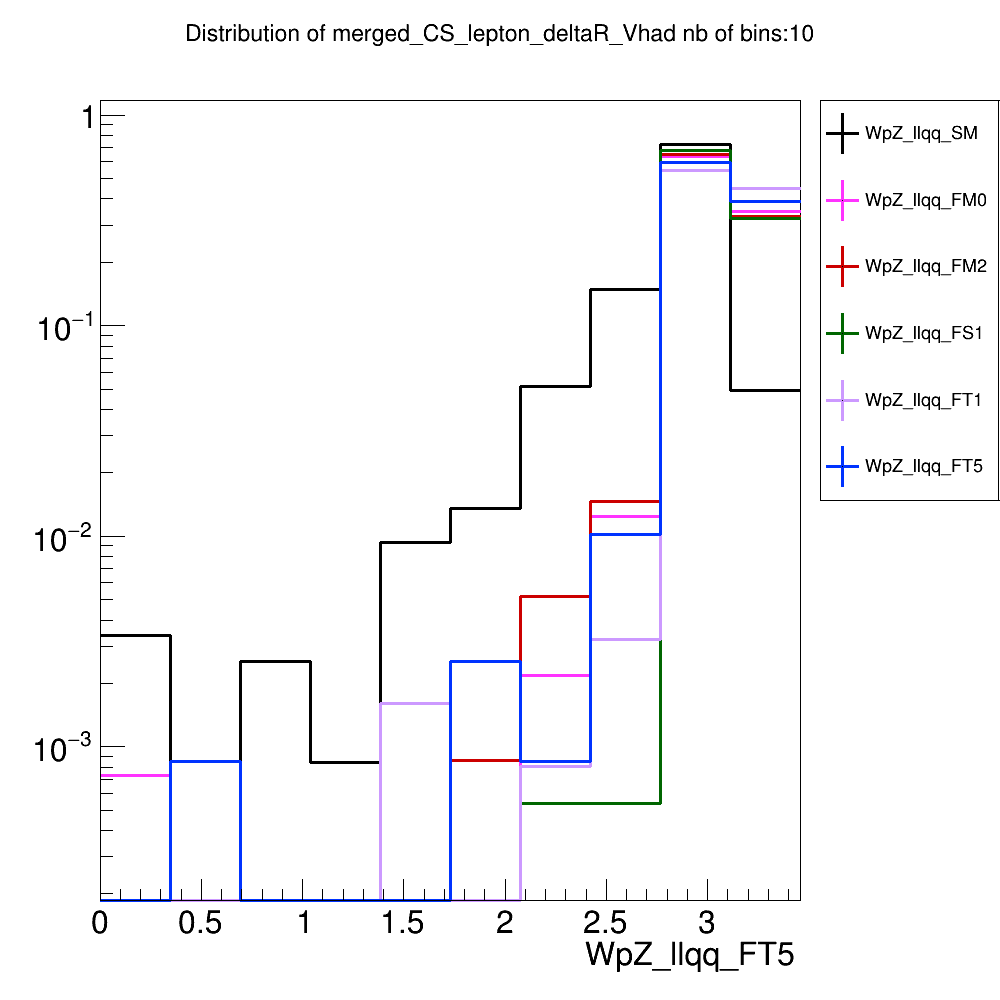 Distribution of merged_CS_lepton_deltaR_Vhad nb of bins:10
1
10⁻¹
10⁻²
10⁻³
0 0.5 1 1.5 2 2.5 3
WpZ_llqq_FT5
WpZ_llqq_SM
WpZ_llqq_FM0
WpZ_llqq_FM2
WpZ_llqq_FS1
WpZ_llqq_FT1
WpZ_llqq_FT5